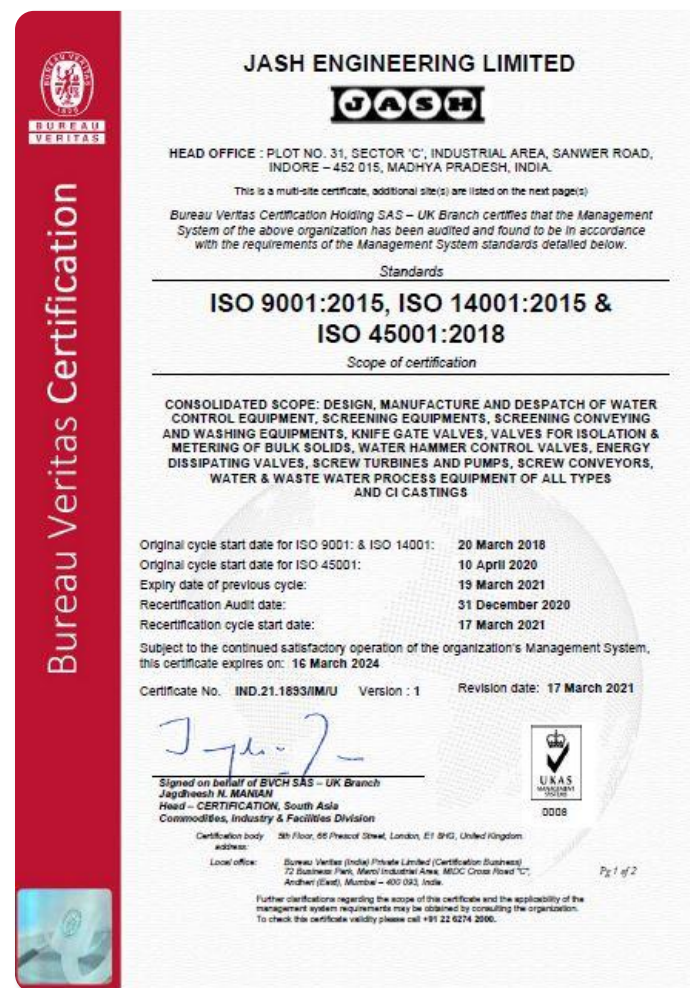 BUREAU VERITAS
1828
BUREAU
VERITAS
Bureau Veritas Certification
JASH ENGINEERING LIMITED
JASH
HEAD OFFICE : PLOT NO. 31, SECTOR 'C', INDUSTRIAL AREA, SANWER ROAD,
INDORE – 452 015, MADHYA PRADESH, INDIA.
This is a multi-site certificate, additional site(s) are listed on the next page(s)
Bureau Veritas Certification Holding SAS – UK Branch certifies that the Management
System of the above organization has been audited and found to be in accordance
with the requirements of the Management System standards detailed below.
Standards
ISO 9001:2015, ISO 14001:2015 &
ISO 45001:2018
Scope of certification
CONSOLIDATED SCOPE: DESIGN, MANUFACTURE AND DESPATCH OF WATER
CONTROL EQUIPMENT, SCREENING EQUIPMENTS, SCREENING CONVEYING
AND WASHING EQUIPMENTS, KNIFE GATE VALVES, VALVES FOR ISOLATION &
METERING OF BULK SOLIDS, WATER HAMMER CONTROL VALVES, ENERGY
DISSIPATING VALVES, SCREW TURBINES AND PUMPS, SCREW CONVEYORS,
WATER & WASTE WATER PROCESS EQUIPMENT OF ALL TYPES
AND CI CASTINGS
Original cycle start date for ISO 9001: & ISO 14001: 20 March 2018
Original cycle start date for ISO 45001: 10 April 2020
Expiry date of previous cycle: 19 March 2021
Recertification Audit date: 31 December 2020
Recertification cycle start date: 17 March 2021
Subject to the continued satisfactory operation of the organization's Management System,
this certificate expires on: 16 March 2024
Certificate No. IND.21.1893/IM/U Version : 1 Revision date: 17 March 2021
Signed on behalf of BVCH SAS – UK Branch
Jagdheesh N. MANIAN
Head – CERTIFICATION, South Asia
Commodities, Industry & Facilities Division
UKAS
MANAGEMENT
SYSTEMS
0008
Certification body address: 5th Floor, 66 Prescot Street, London, E1 8HG, United Kingdom.
Local office: Bureau Veritas (India) Private Limited (Certification Business)
72 Business Park, Marol Industrial Area, MIDC Cross Road "C",
Andheri (East), Mumbai – 400 093, India.
Pg 1 of 2
Further clarifications regarding the scope of this certificate and the applicability of the
management system requirements may be obtained by consulting the organization.
To check this certificate validity please call +91 22 6274 2000.